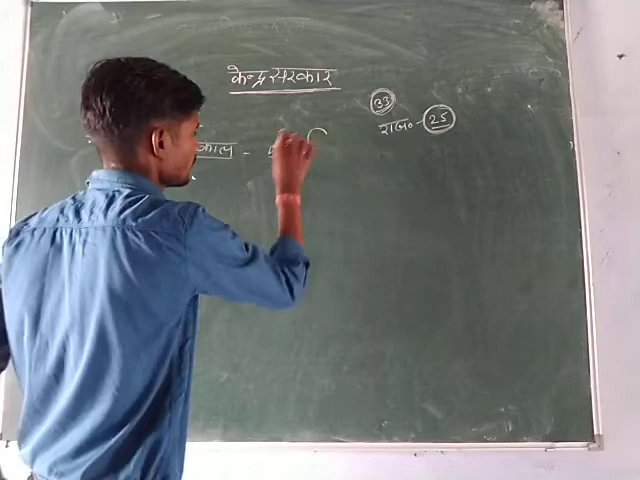 केन्द्र सरकार
33
राज॰ - 25
काल -